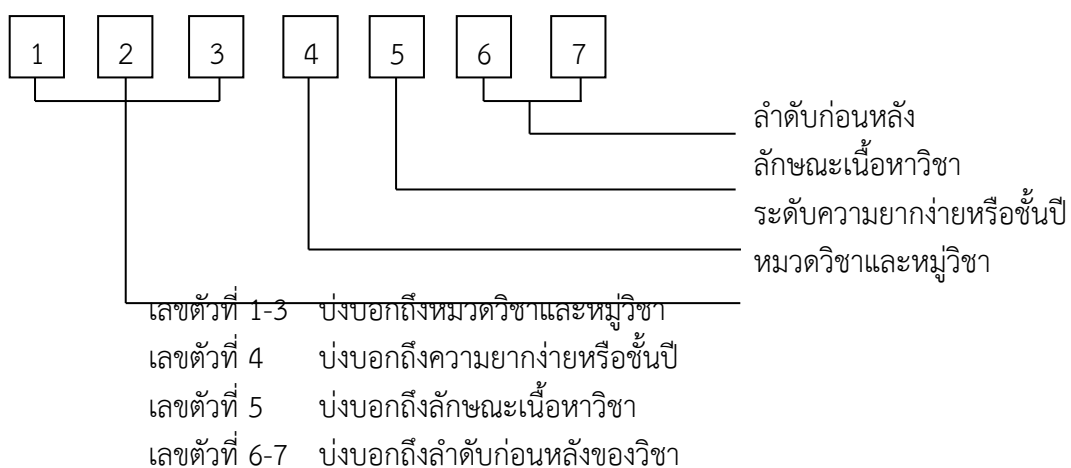 1 2 3 4 5 6 7
ลำดับก่อนหลัง
ลักษณะเนื้อหาวิชา
ระดับความยากง่ายหรือชั้นปี
หมวดวิชาและหมู่วิชา
เลขตัวที่ 1-3 บ่งบอกถึงหมวดวิชาและหมู่วิชา
เลขตัวที่ 4 บ่งบอกถึงความยากง่ายหรือชั้นปี
เลขตัวที่ 5 บ่งบอกถึงลักษณะเนื้อหาวิชา
เลขตัวที่ 6-7 บ่งบอกถึงลำดับก่อนหลังของวิชา